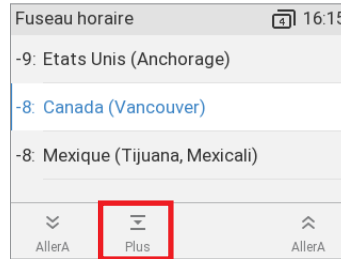 Fuseau horaire 4 16:15
-9: Etats Unis (Anchorage)
-8: Canada (Vancouver)
-8: Mexique (Tijuana, Mexicali)
AllerA Plus AllerA